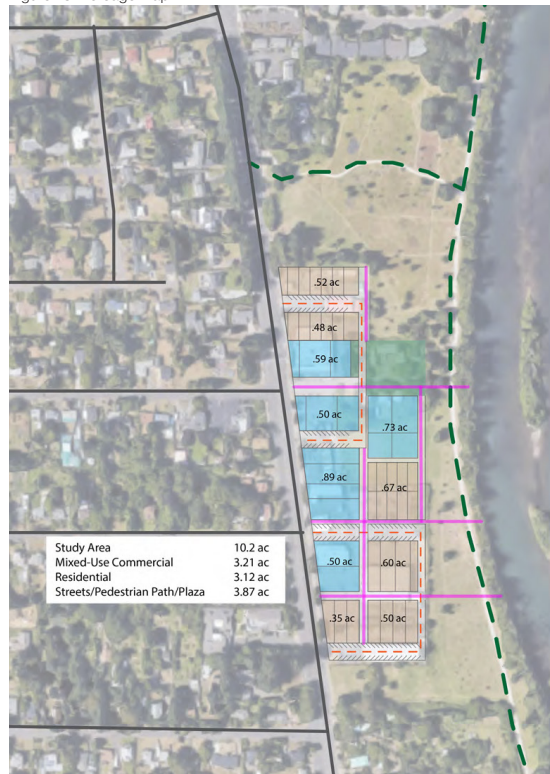 .52 ac
.48 ac
.59 ac
.50 ac
.73 ac
.89 ac
.67 ac
.50 ac
.60 ac
.35 ac
.50 ac
Study Area 10.2 ac
Mixed-Use Commercial 3.21 ac
Residential 3.12 ac
Streets/Pedestrian Path/Plaza 3.87 ac